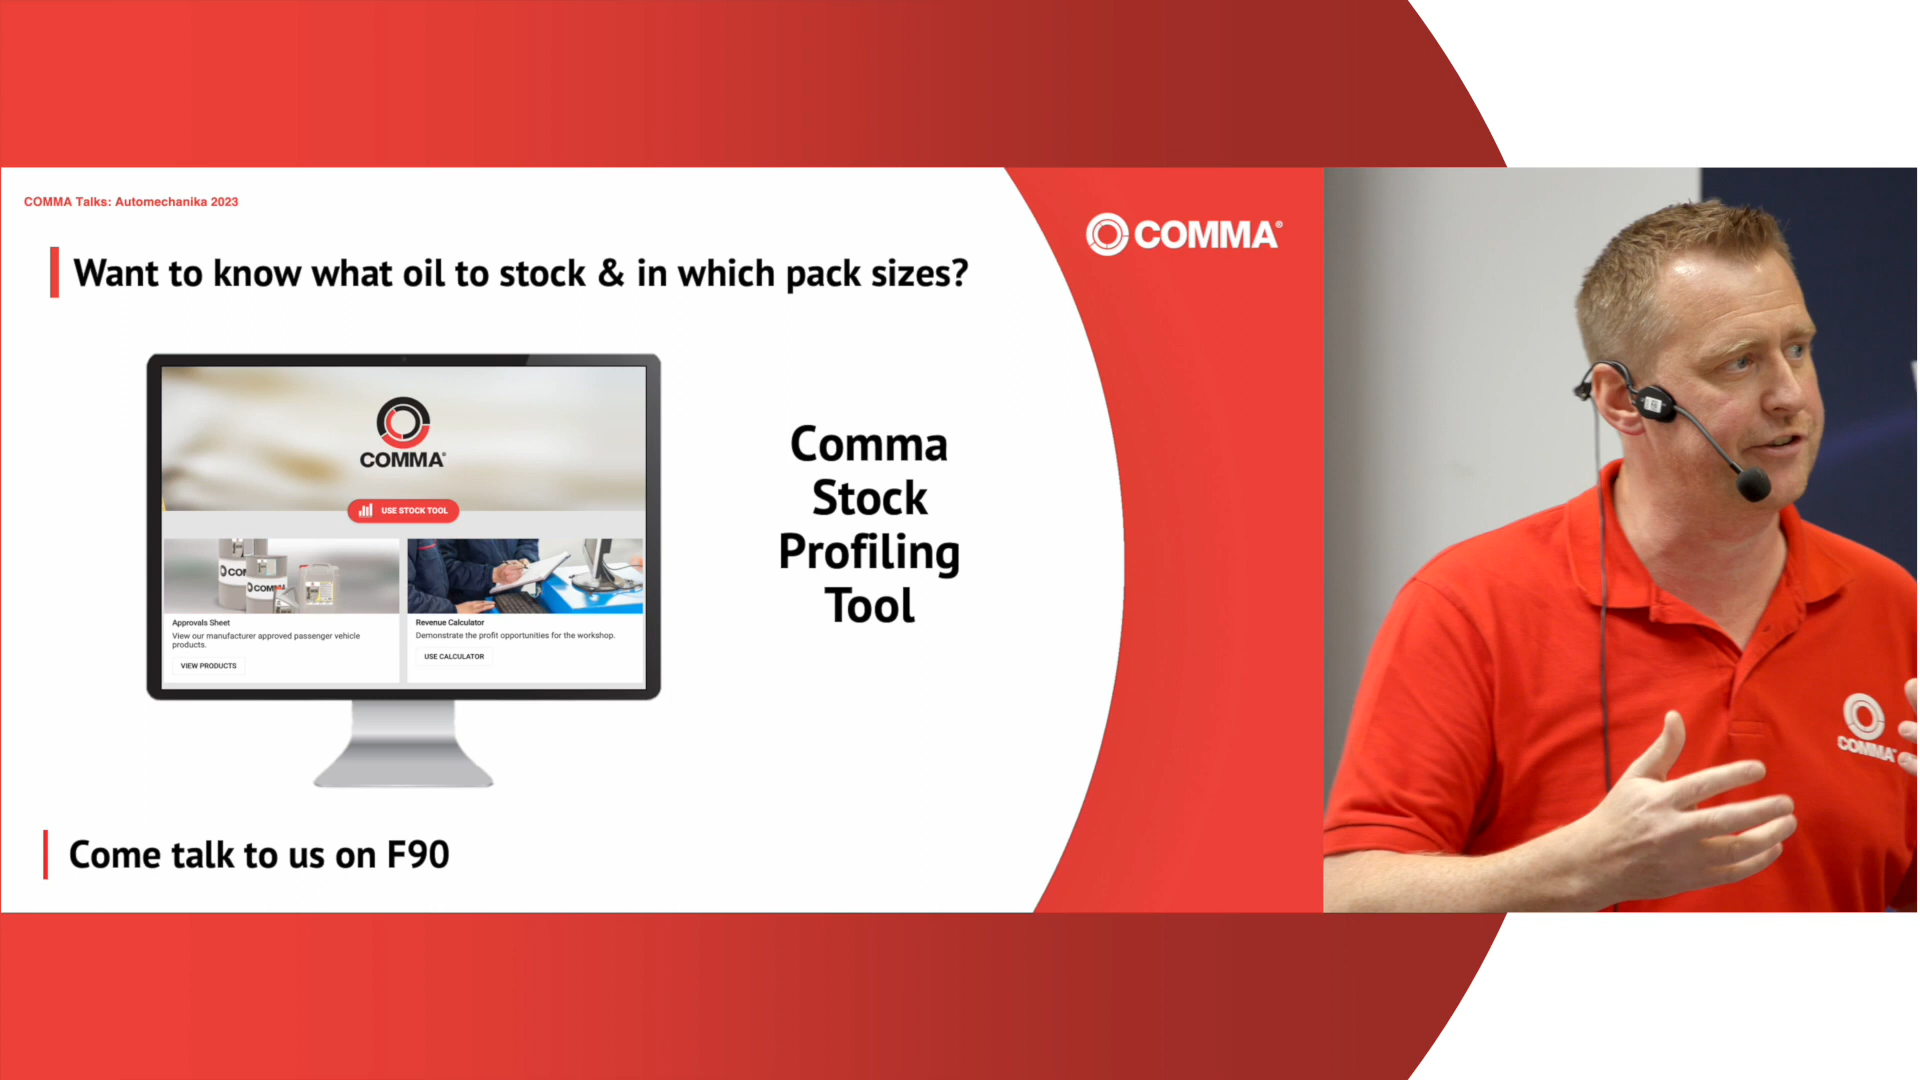 COMMA Talks: Automechanika 2023
COMMA®
Want to know what oil to stock & in which pack sizes?
COMMA®
USE STOCK TOOL
Comma
Stock
Profiling
Tool
COMMA
Approvals Sheet
View our manufacturer approved passenger vehicle
products.
VIEW PRODUCTS
Revenue Calculator
Demonstrate the profit opportunities for the workshop.
USE CALCULATOR
Come talk to us on F90
COMMA